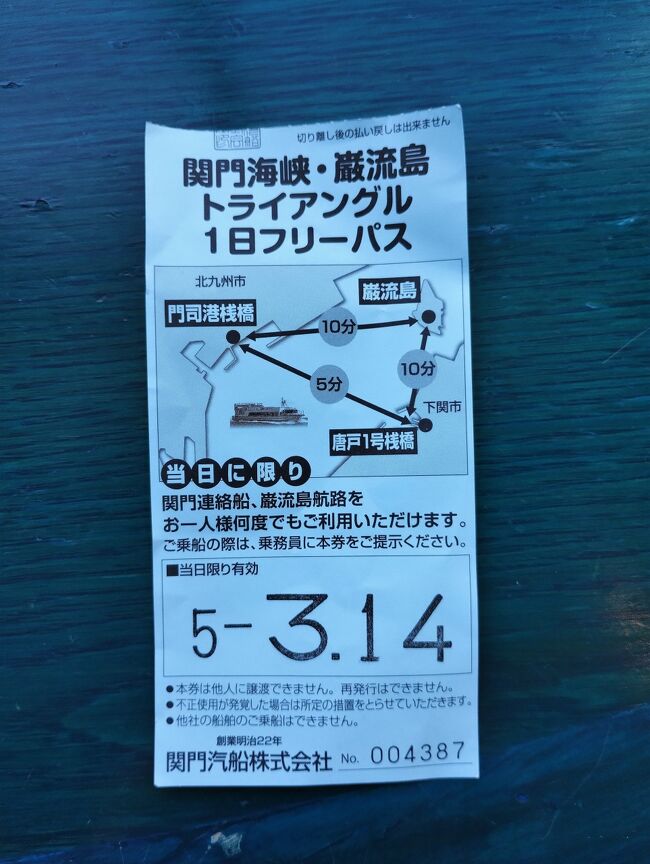 切り離し後の払い戻しは出来ません
関門海峡・巌流島
トライアングル
1日フリーパス
北九州市
巌流島
門司港桟橋
10分
10分
5分
下関市
唐戸1号桟橋
当日に限り
関門連絡船、巌流島航路を
お一人様何度でもご利用いただけます。
ご乗船の際は、乗務員に本券をご提示ください。
■当日限り有効
5-3.14
●本券は他人に譲渡できません。再発行はできません。
●不正使用が発覚した場合は所定の措置をとらせていただきます。
●他社の船舶のご乗船はできません。
創業明治22年
関門汽船株式会社 No. 004387